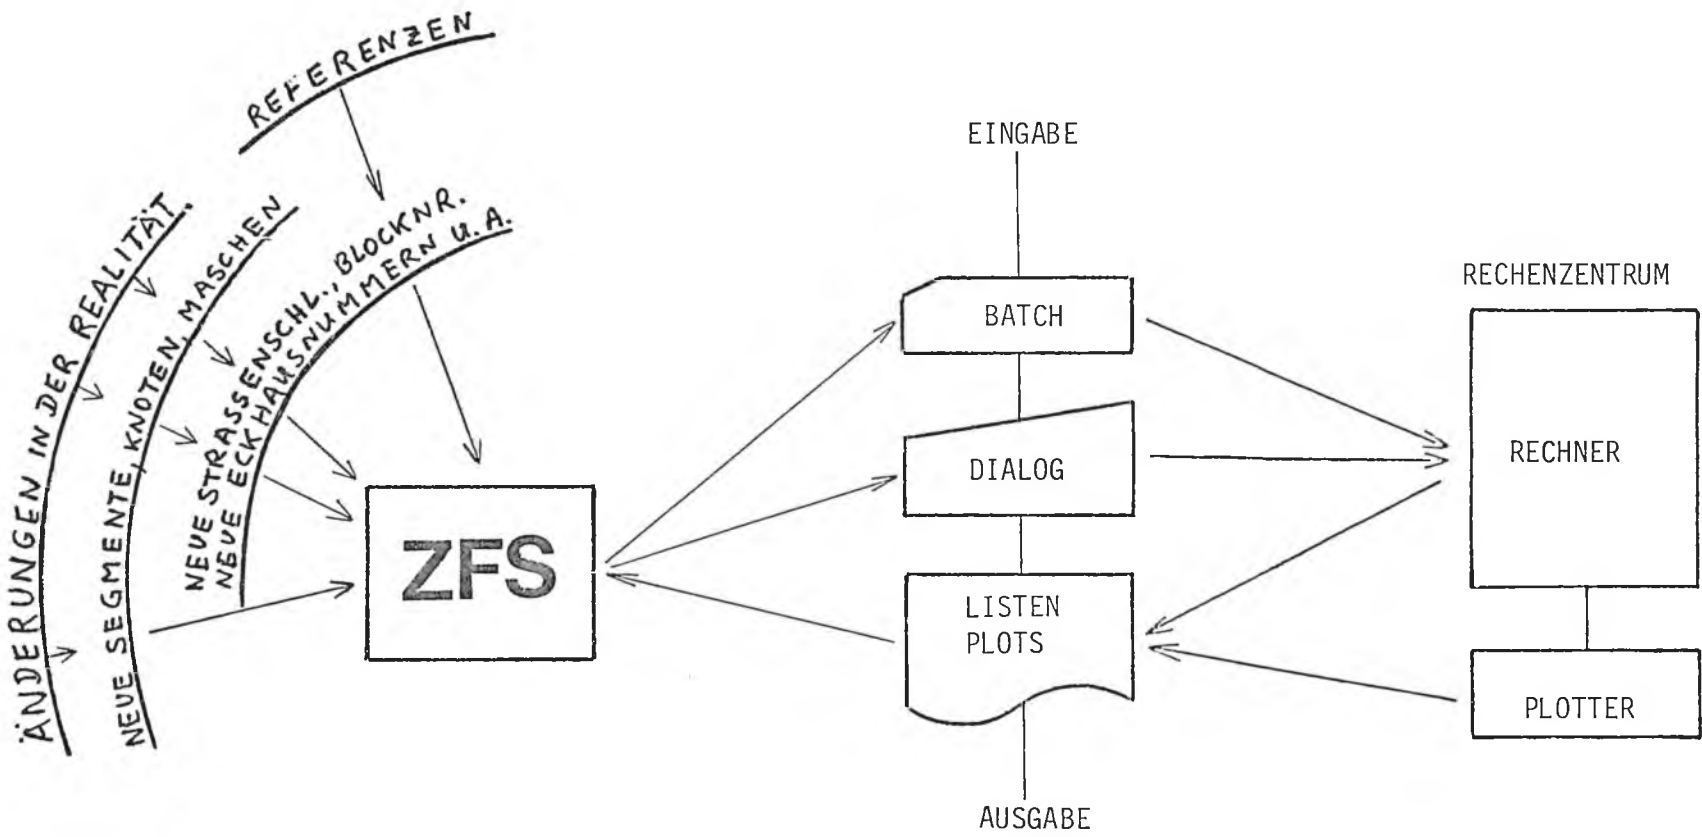 REFERENZEN
ÄNDERUNGEN IN DER REALITÄT
NEUE SEGMENTE, KNOTEN, MASCHEN
NEUE STRASSENSCHL., BLOCKNR.
NEUE ECKHAUSNUMMERN U. A.
ZFS
EINGABE
BATCH
DIALOG
LISTEN
PLOTS
AUSGABE
RECHENZENTRUM
RECHNER
PLOTTER